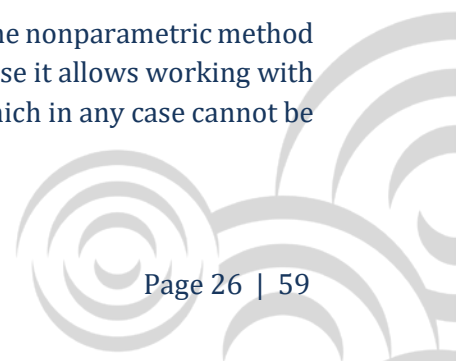 ne nonparametric method
se it allows working with
hich in any case cannot be
Page 26 | 59